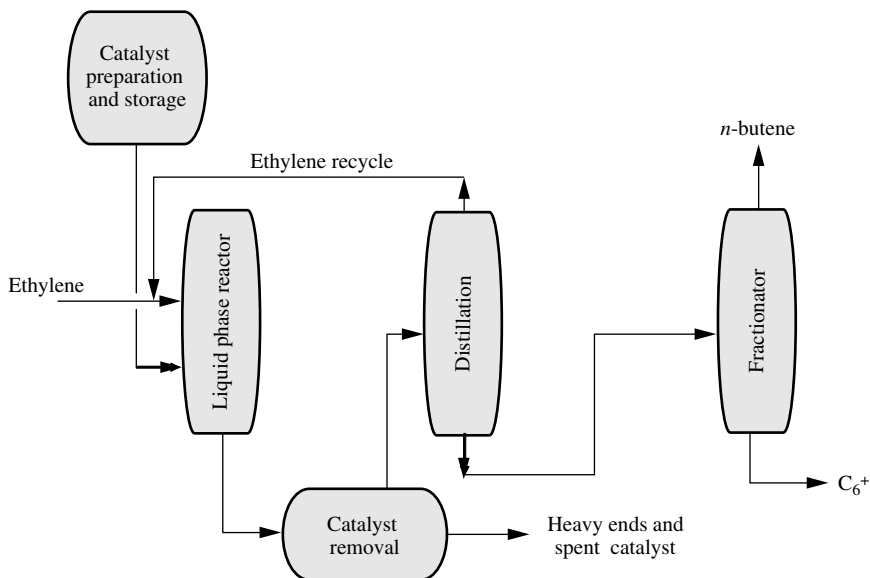 Catalyst
preparation
and storage
n-butene
Ethylene recycle
Ethylene
Liquid phase reactor
Distillation
Fractionator
C₆⁺
Catalyst
removal
Heavy ends and
spent catalyst